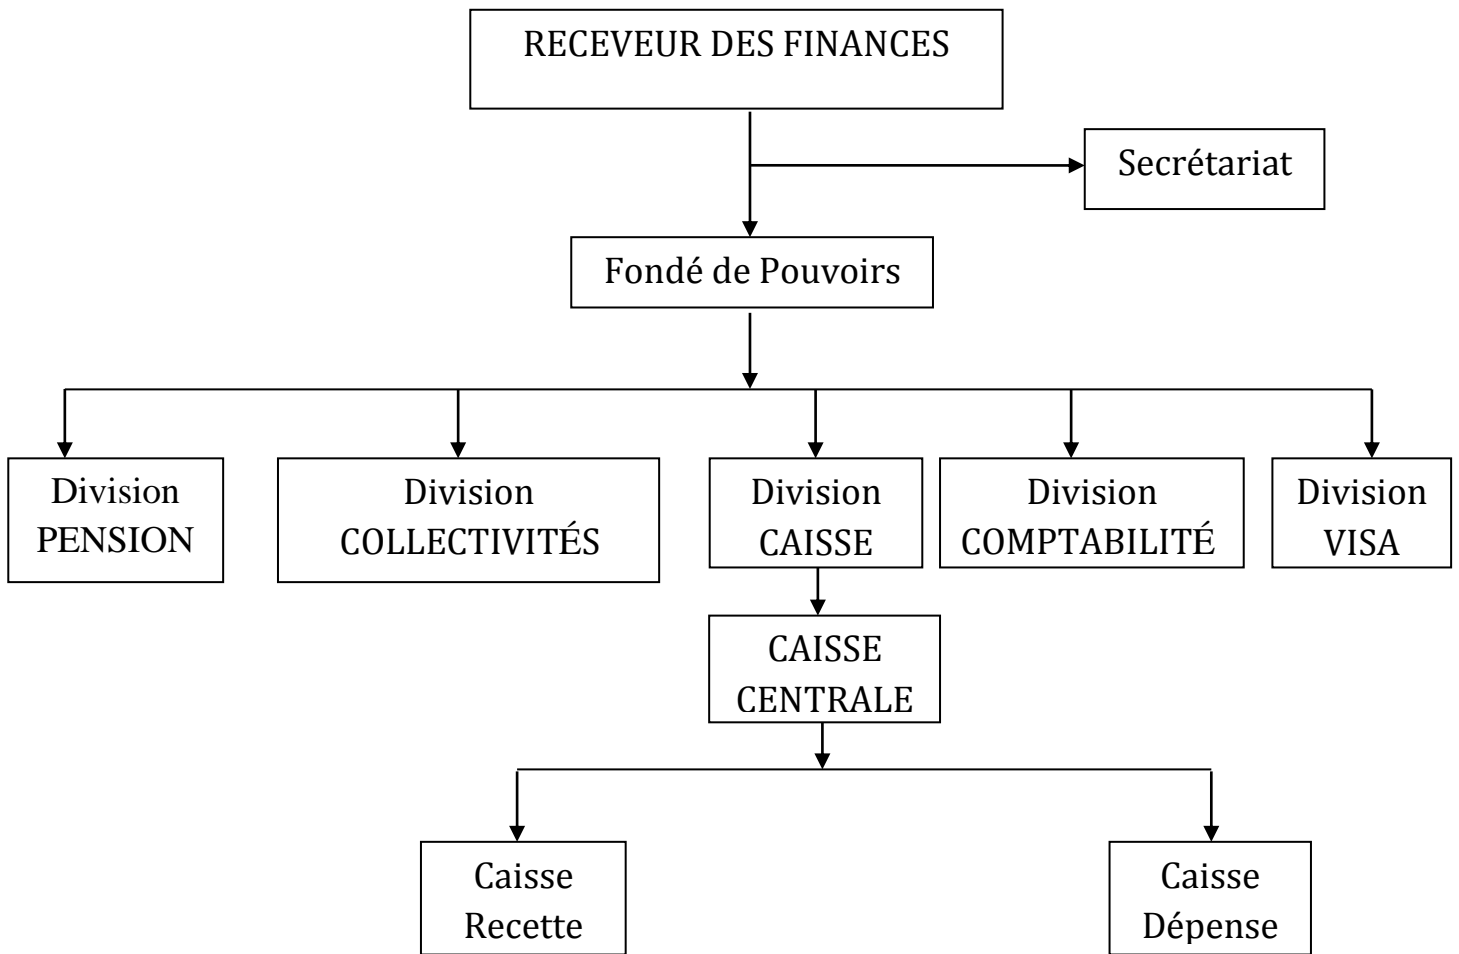 RECEVEUR DES FINANCES
Secrétariat
Fondé de Pouvoirs
Division
PENSION
Division
COLLECTIVITÉS
Division
CAISSE
Division
COMPTABILITÉ
Division
VISA
CAISSE
CENTRALE
Caisse
Recette
Caisse
Dépense